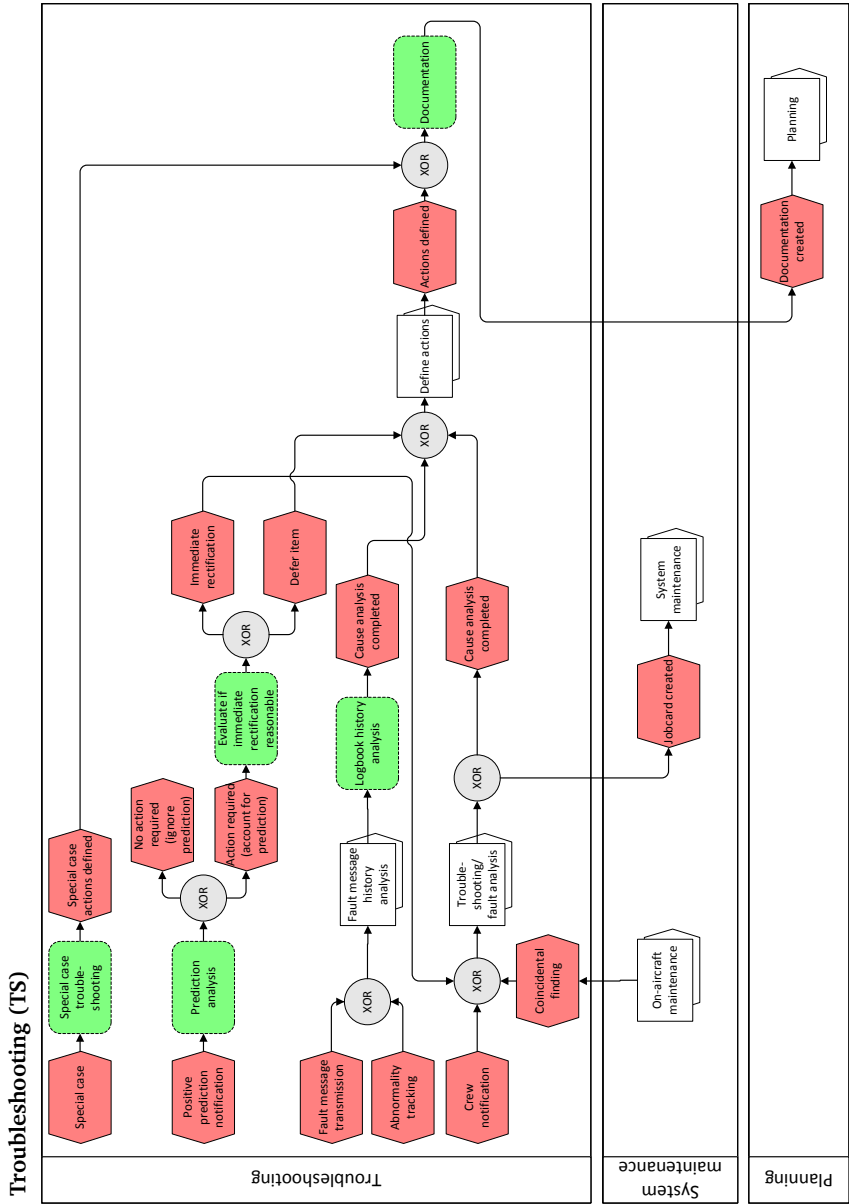 Troubleshooting (TS)
Troubleshooting
Special case
Special case
trouble-
shooting
Special case
actions defined
Positive
prediction
notification
Prediction
analysis
XOR
No action
required
(ignore
prediction)
Action required
(account for
prediction)
Evaluate if
immediate
rectification
reasonable
XOR
Immediate
rectification
Defer item
Fault message
transmission
Abnormality
tracking
XOR
Fault message
history
analysis
Logbook history
analysis
Cause analysis
completed
Crew
notification
Coincidental
finding
XOR
Trouble-
shooting/
fault analysis
XOR
Cause analysis
completed
XOR
Define actions
Actions defined
XOR
Documentation
System
maintenance
On-aircraft
maintenance
Jobcard created
System
maintenance
Planning
Documentation
created
Planning